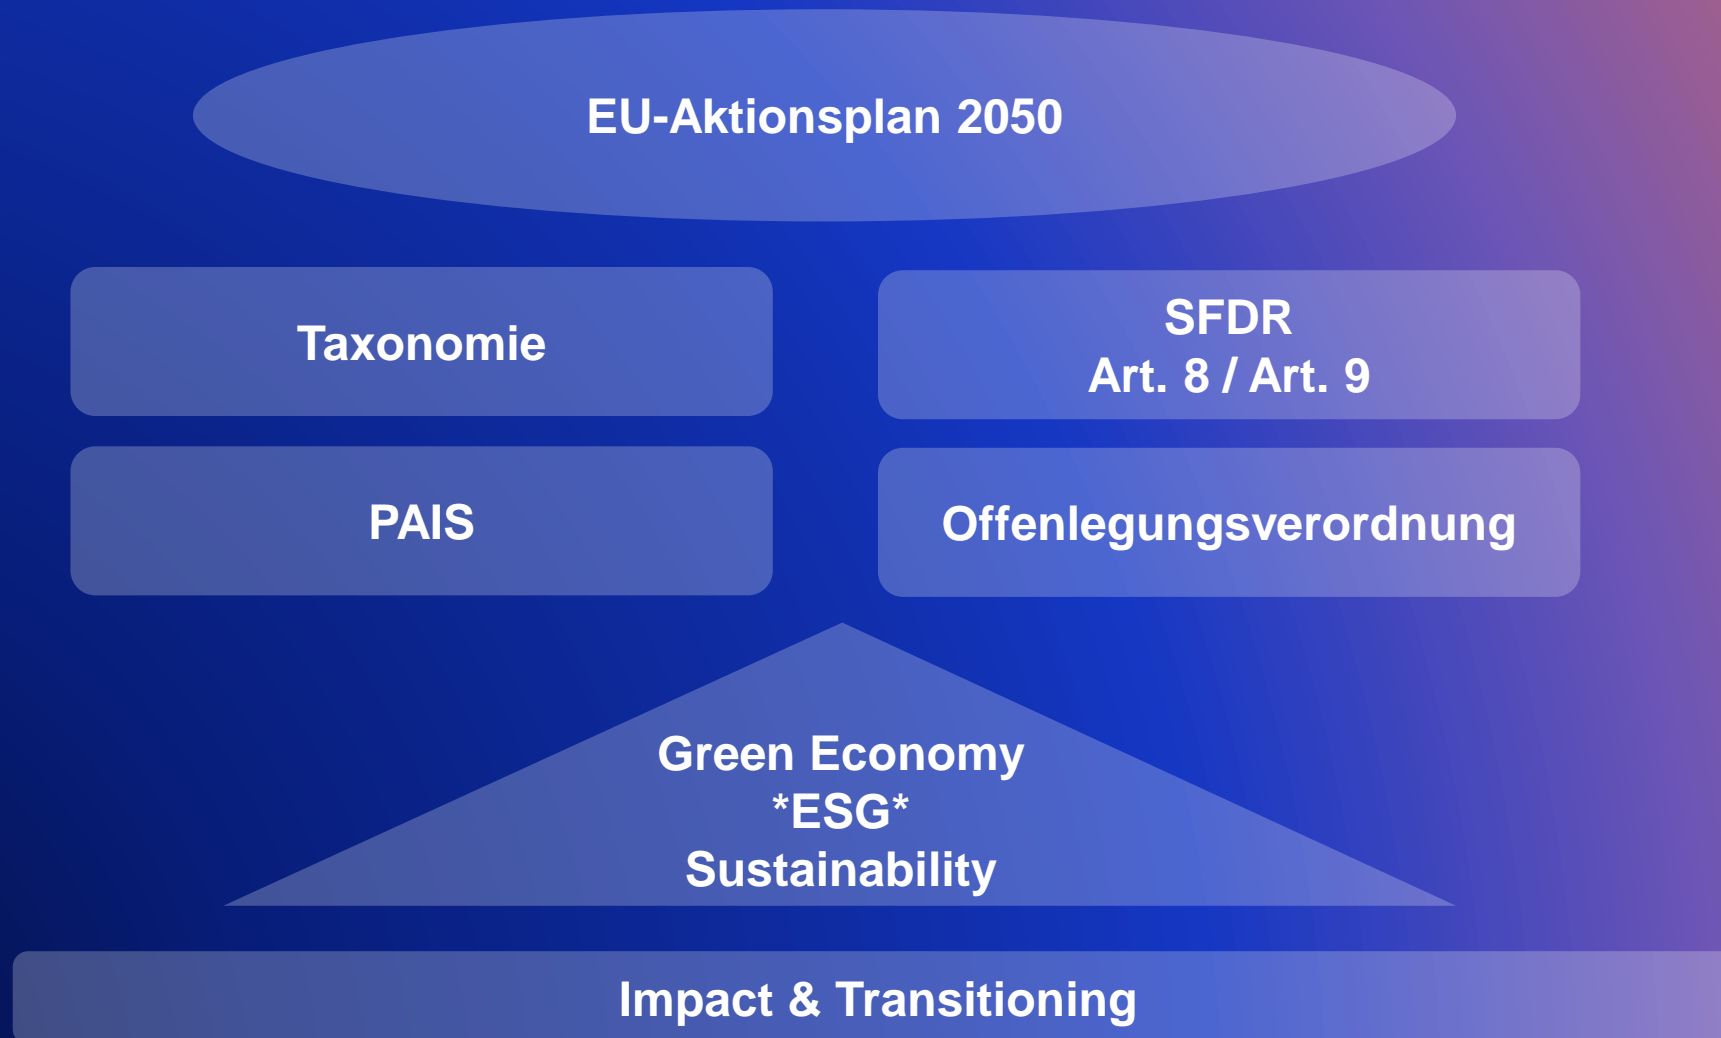 EU-Aktionsplan 2050
Taxonomie
SFDR
Art. 8 / Art. 9
PAIS
Offenlegungsverordnung
Green Economy
*ESG*
Sustainability
Impact & Transitioning